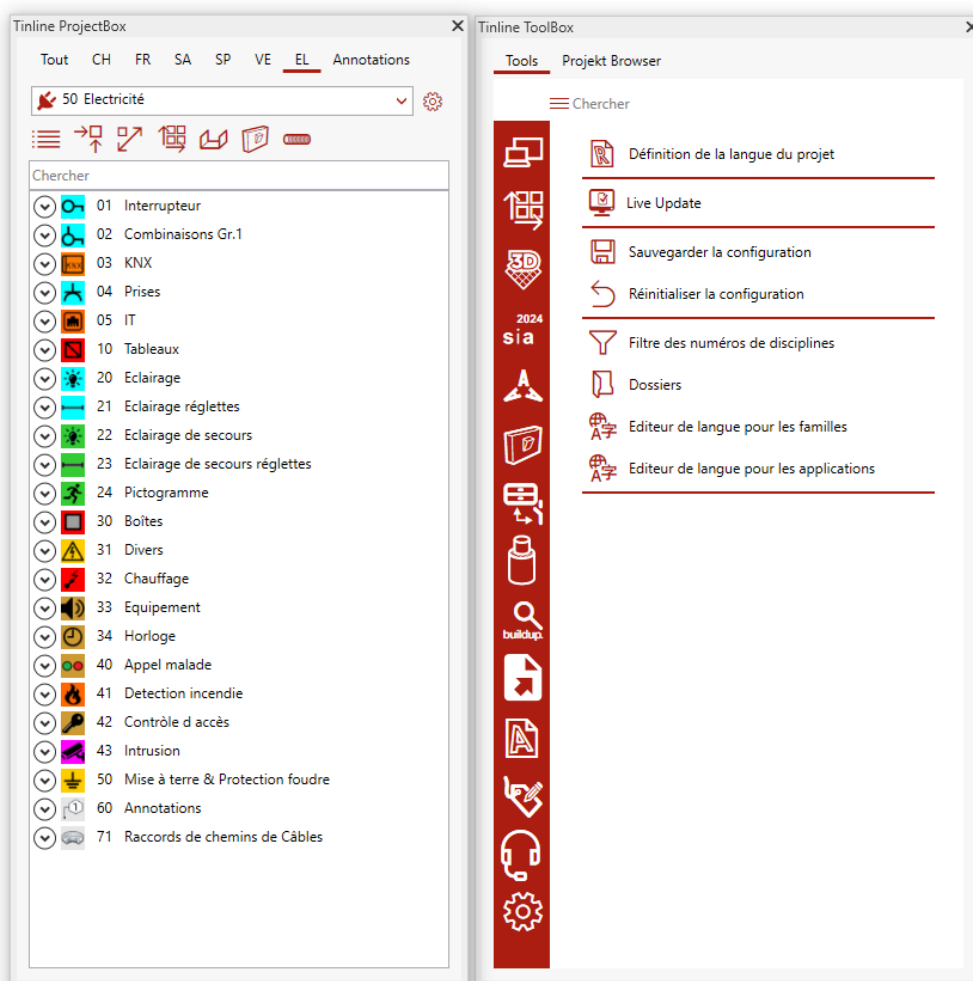 Tinline ProjectBox
Tout CH FR SA SP VE EL Annotations
50 Electricité
Chercher
01 Interrupteur
02 Combinaisons Gr.1
KNX 03 KNX
04 Prises
05 IT
10 Tableaux
20 Eclairage
21 Eclairage réglettes
22 Eclairage de secours
23 Eclairage de secours réglettes
24 Pictogramme
30 Boîtes
31 Divers
32 Chauffage
33 Equipement
34 Horloge
40 Appel malade
41 Detection incendie
42 Contrôle d accès
43 Intrusion
50 Mise à terre & Protection foudre
1 60 Annotations
71 Raccords de chemins de Câbles
Tinline ToolBox
Tools Projekt Browser
Chercher
3D
2024
sia
A
buildup.
A
R Définition de la langue du projet
Live Update
Sauvegarder la configuration
Réinitialiser la configuration
Filtre des numéros de disciplines
Dossiers
A字 Editeur de langue pour les familles
A字 Editeur de langue pour les applications